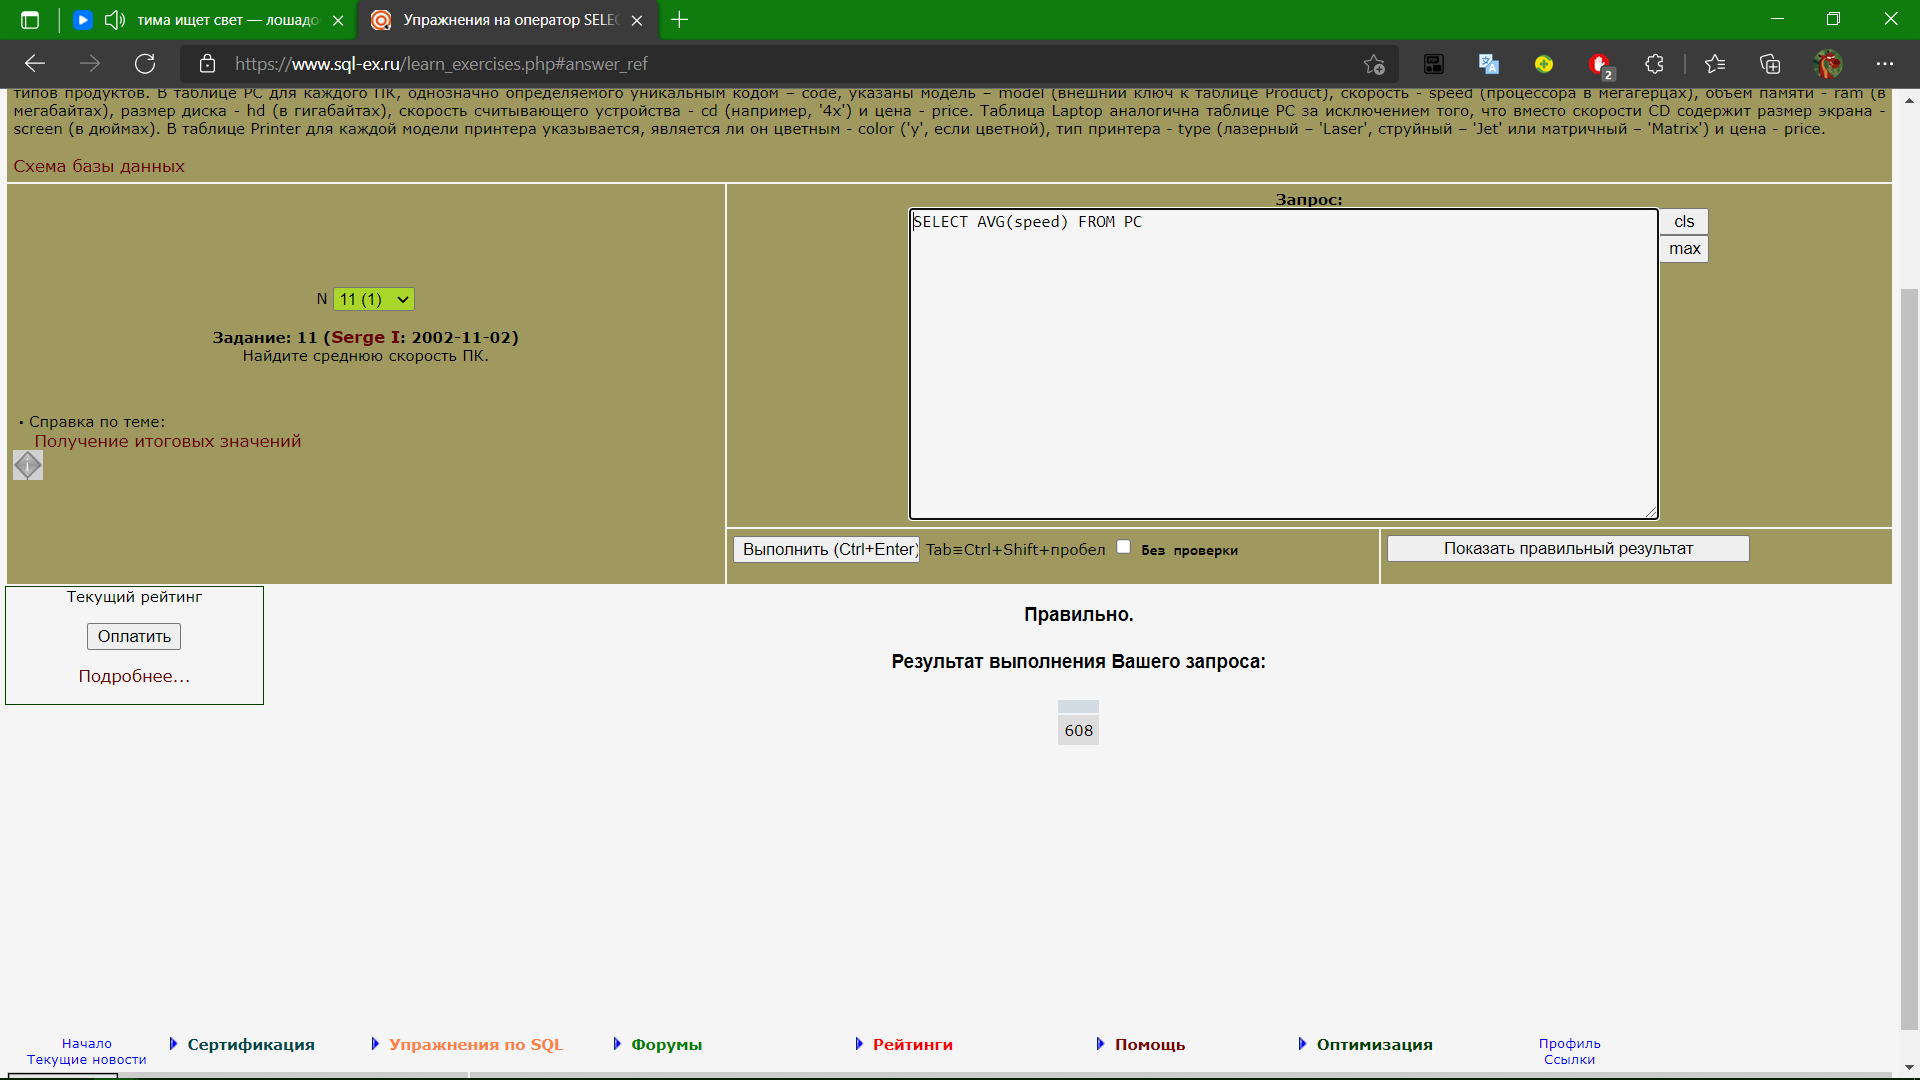 тима ищет свет — лошадо
Упражнения на оператор SELE
https://www.sql-ex.ru/learn_exercises.php#answer_ref
2
типов продуктов. В таблице PC для каждого ПК, однозначно определяемого уникальным кодом – code, указаны модель – model (внешний ключ к таблице Product), скорость - speed (процессора в мегагерцах), объем памяти - ram (в
мегабайтах), размер диска - hd (в гигабайтах), скорость считывающего устройства - cd (например, '4x') и цена - price. Таблица Laptop аналогична таблице PC за исключением того, что вместо скорости CD содержит размер экрана -
screen (в дюймах). В таблице Printer для каждой модели принтера указывается, является ли он цветным - color ('y', если цветной), тип принтера - type (лазерный – 'Laser', струйный – 'Jet' или матричный – 'Matrix') и цена - price.
Схема базы данных
N 11 (1)
Задание: 11 (Serge I: 2002-11-02)
Найдите среднюю скорость ПК.
• Справка по теме:
Получение итоговых значений
Запрос:
SELECT AVG(speed) FROM PC
cls
max
Выполнить (Ctrl+Enter) Tab≡Ctrl+Shift+пробел Без проверки
Показать правильный результат
Текущий рейтинг
Оплатить
Подробнее...
Правильно.
Результат выполнения Вашего запроса:
608
Начало
Текущие новости
Сертификация
Упражнения по SQL
Форумы
Рейтинги
Помощь
Оптимизация
Профиль
Ссылки